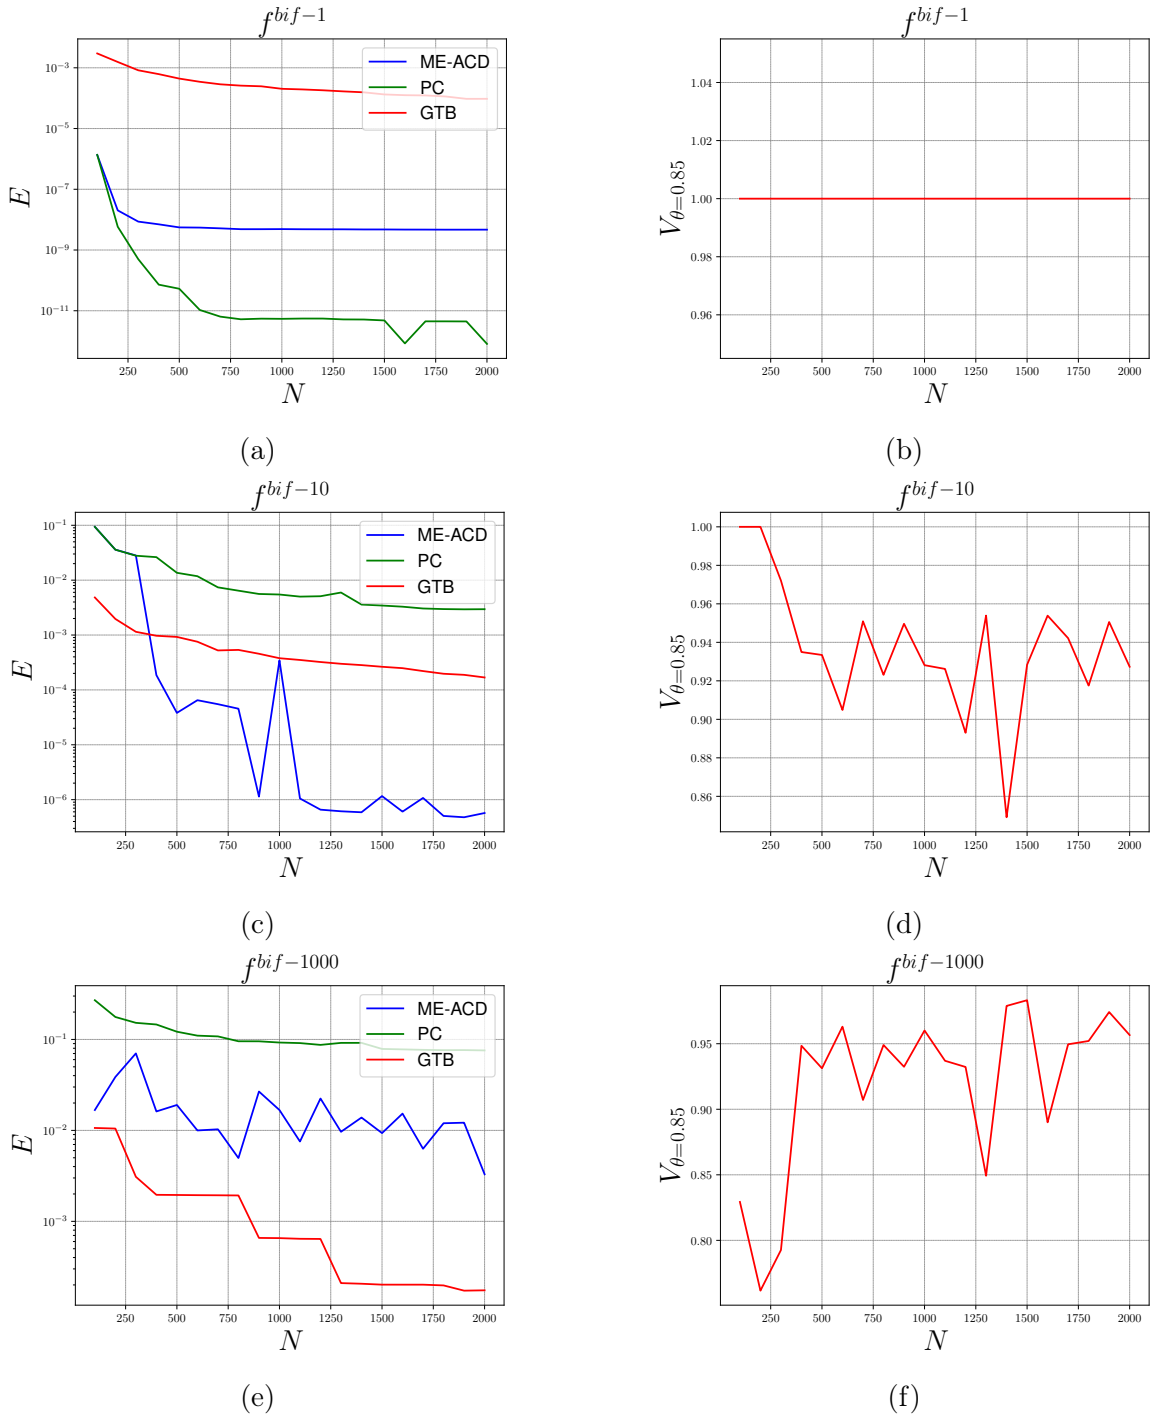 f^{bif−1}
10^{−3}
10^{−5}
10^{−7}
10^{−9}
10^{−11}
E
ME-ACD
PC
GTB
250 500 750 1000 1250 1500 1750 2000
N
(a)
f^{bif−1}
1.04
1.02
1.00
0.98
0.96
V_{θ=0.85}
250 500 750 1000 1250 1500 1750 2000
N
(b)
f^{bif−10}
10^{−1}
10^{−2}
10^{−3}
10^{−4}
10^{−5}
10^{−6}
E
ME-ACD
PC
GTB
250 500 750 1000 1250 1500 1750 2000
N
(c)
f^{bif−10}
1.00
0.98
0.96
0.94
0.92
0.90
0.88
0.86
V_{θ=0.85}
250 500 750 1000 1250 1500 1750 2000
N
(d)
f^{bif−1000}
10^{−1}
10^{−2}
10^{−3}
E
ME-ACD
PC
GTB
250 500 750 1000 1250 1500 1750 2000
N
(e)
f^{bif−1000}
0.95
0.90
0.85
0.80
V_{θ=0.85}
250 500 750 1000 1250 1500 1750 2000
N
(f)